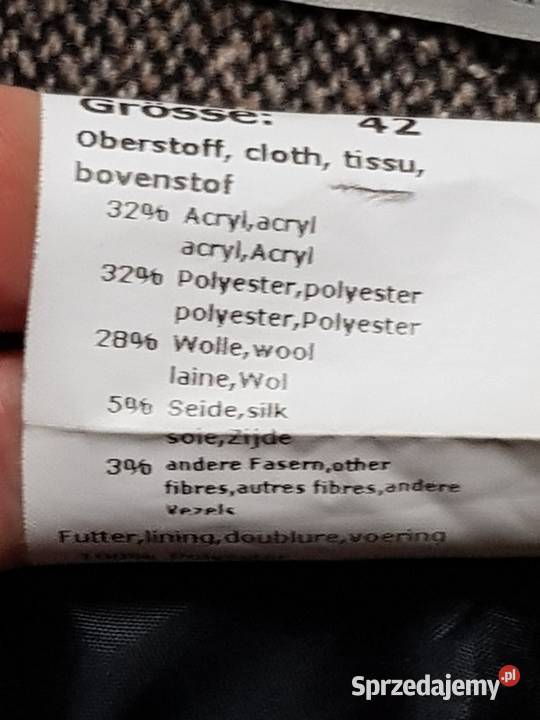 Grösse: 42
Oberstoff, cloth, tissu,
bovenstof
32% Acryl,acryl
acryl,Acryl
32% Polyester,polyester
polyester,Polyester
28% Wolle,wool
laine,Wol
5% Seide,silk
soie,Zijde
3% andere Fasern,other
fibres,autres fibres,andere
Vezels
Futter,lining,doublure,voering
Sprzedajemy.pl